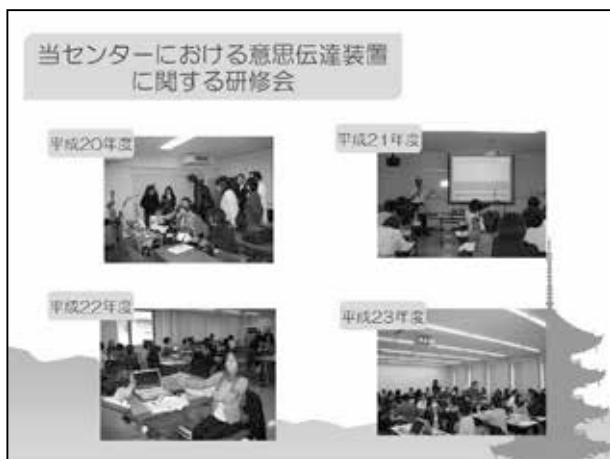 当センターにおける意思伝達装置
に関する研修会
平成20年度
平成21年度
平成22年度
平成23年度